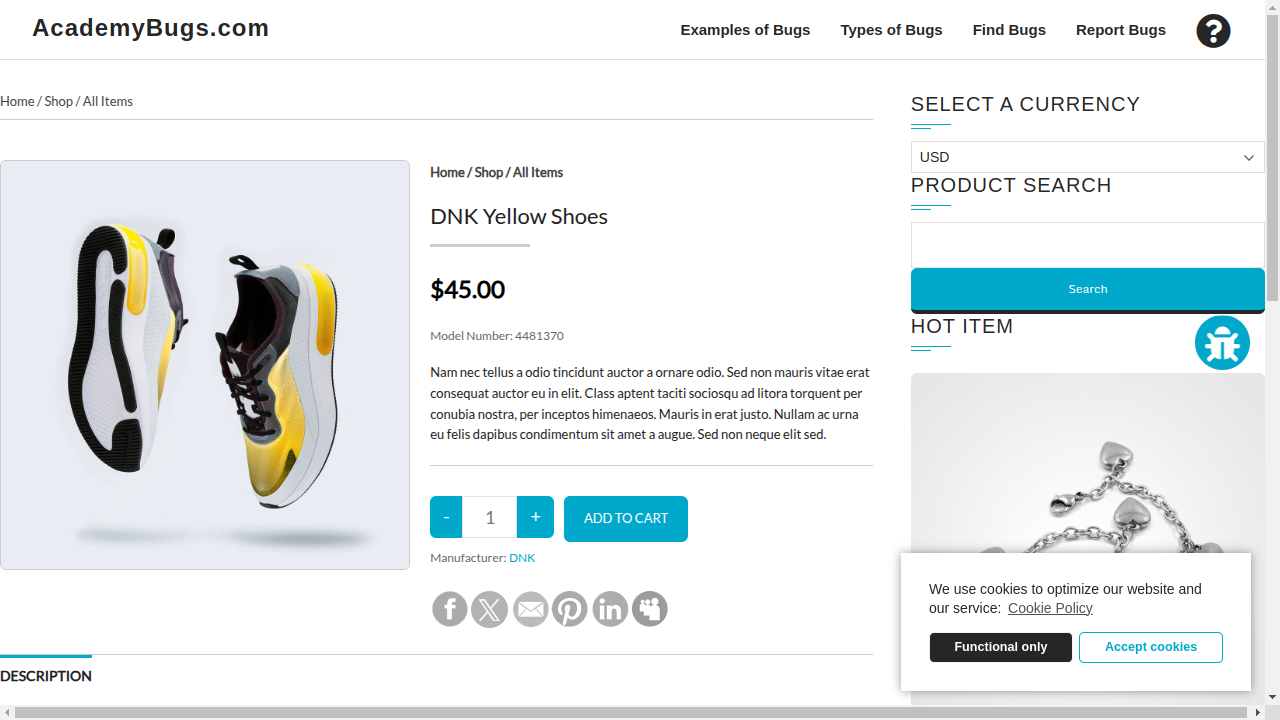 AcademyBugs.com
Examples of Bugs
Types of Bugs
Find Bugs
Report Bugs
?
Home / Shop / All Items
Home / Shop / All Items
DNK Yellow Shoes
$45.00
Model Number: 4481370
Nam nec tellus a odio tincidunt auctor a ornare odio. Sed non mauris vitae erat
consequat auctor eu in elit. Class aptent taciti sociosqu ad litora torquent per
conubia nostra, per inceptos himenaeos. Mauris in erat justo. Nullam ac urna
eu felis dapibus condimentum sit amet a augue. Sed non neque elit sed.
- 1 +
ADD TO CART
Manufacturer: DNK
DESCRIPTION
SELECT A CURRENCY
USD
PRODUCT SEARCH
Search
HOT ITEM
We use cookies to optimize our website and
our service: Cookie Policy
Functional only
Accept cookies